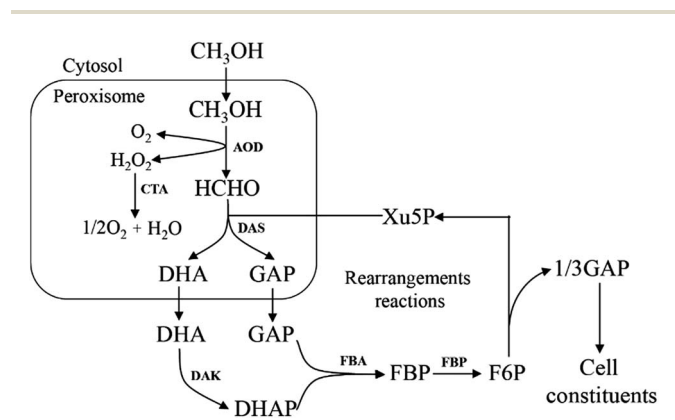 CH₃OH
Cytosol
Peroxisome
CH₃OH
O₂
AOD
H₂O₂
CTA
HCHO
1/2O₂ + H₂O
DAS
Xu5P
DHA
GAP
Rearrangements
reactions
1/3GAP
DHA
GAP
FBA
FBP
FBP
F6P
DAK
DHAP
Cell
constituents